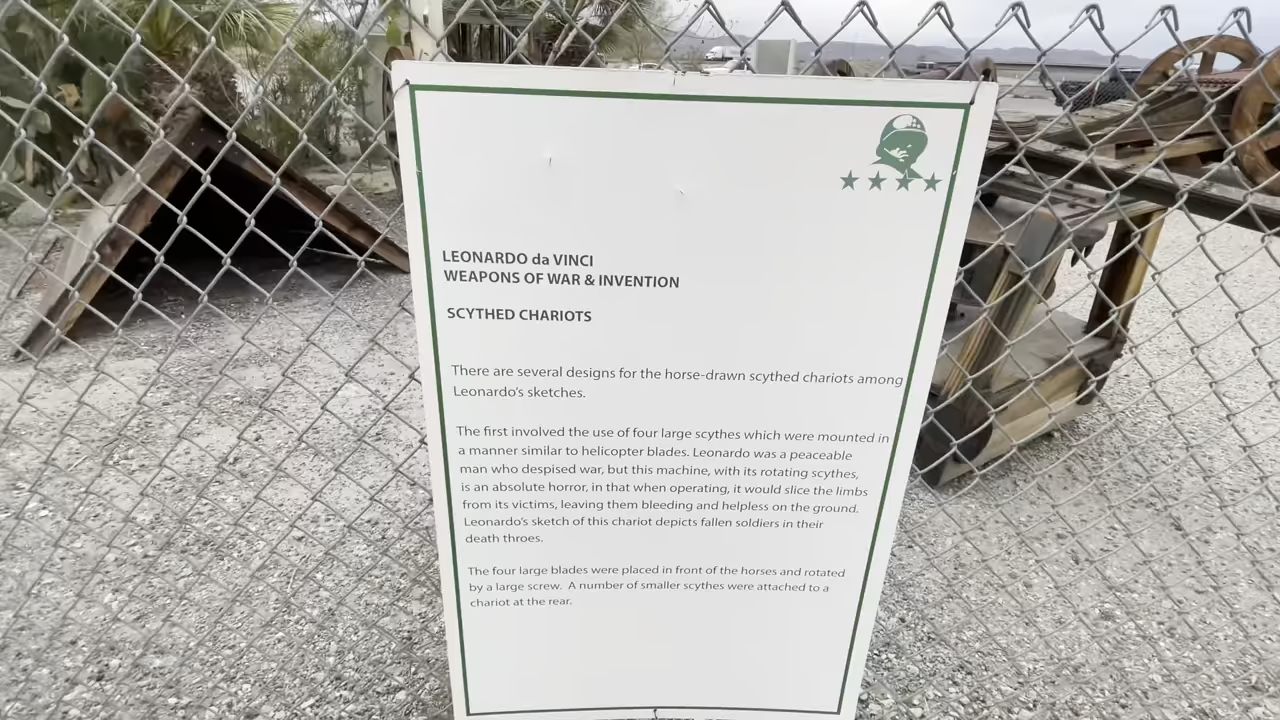 LEONARDO da VINCI
WEAPONS OF WAR & INVENTION
SCYTHED CHARIOTS
There are several designs for the horse-drawn scythed chariots among
Leonardo's sketches.
The first involved the use of four large scythes which were mounted in
a manner similar to helicopter blades. Leonardo was a peaceable
man who despised war, but this machine, with its rotating scythes,
is an absolute horror, in that when operating, it would slice the limbs
from its victims, leaving them bleeding and helpless on the ground.
Leonardo's sketch of this chariot depicts fallen soldiers in their
death throes.
The four large blades were placed in front of the horses and rotated
by a large screw. A number of smaller scythes were attached to a
chariot at the rear.